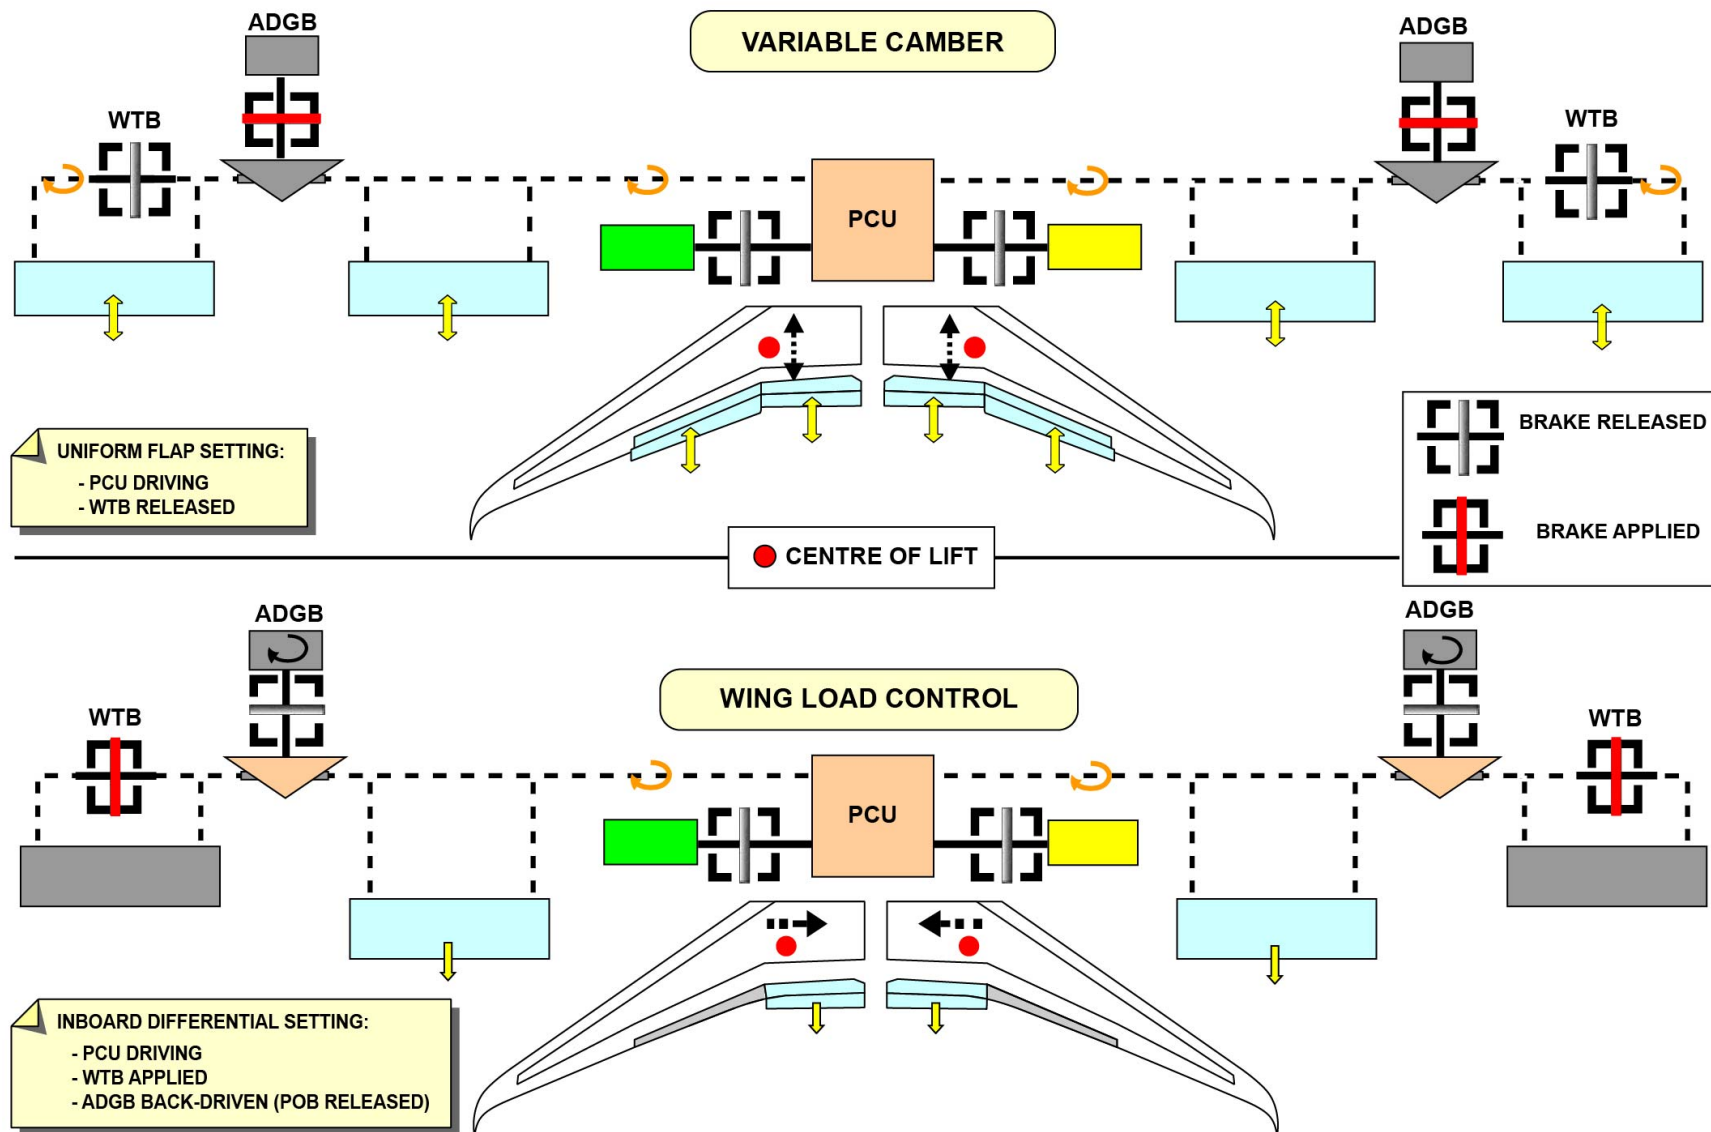 ADGB
VARIABLE CAMBER
ADGB
WTB
WTB
PCU
BRAKE RELEASED
UNIFORM FLAP SETTING:
- PCU DRIVING
- WTB RELEASED
BRAKE APPLIED
CENTRE OF LIFT
ADGB
ADGB
WING LOAD CONTROL
WTB
WTB
PCU
INBOARD DIFFERENTIAL SETTING:
- PCU DRIVING
- WTB APPLIED
- ADGB BACK-DRIVEN (POB RELEASED)